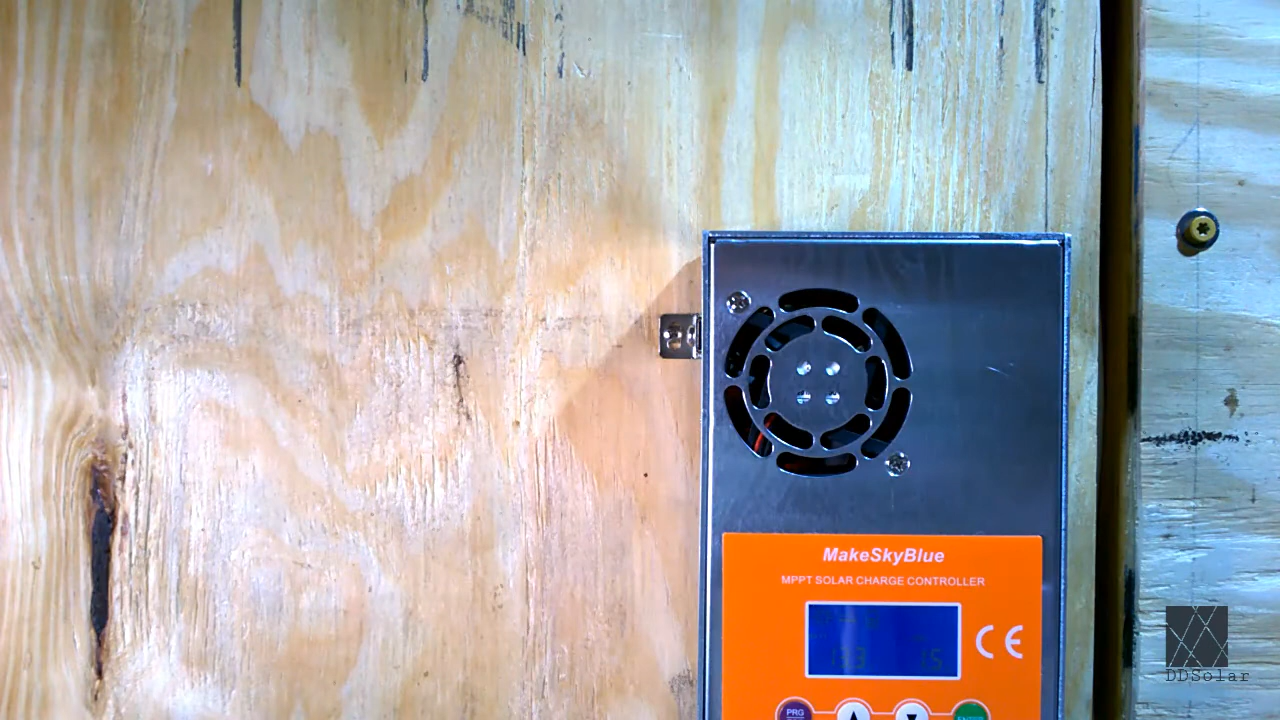 MakeSkyBlue
MPPT SOLAR CHARGE CONTROLLER
CE
PRG
DDSolar